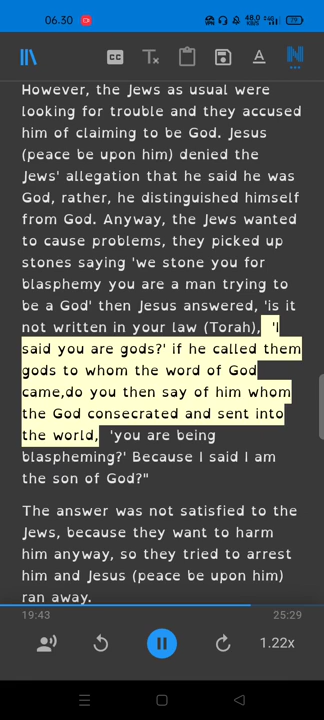 06.30
48.0 KB/S
CC
However, the Jews as usual were
looking for trouble and they accused
him of claiming to be God. Jesus
(peace be upon him) denied the
Jews' allegation that he said he was
God, rather, he distinguished himself
from God. Anyway, the Jews wanted
to cause problems, they picked up
stones saying 'we stone you for
blasphemy you are a man trying to
be a God' then Jesus answered, 'is it
not written in your law (Torah), 'I
said you are gods?' if he called them
gods to whom the word of God
came,do you then say of him whom
the God consecrated and sent into
the world, 'you are being
blaspheming?' Because I said I am
the son of God?"
The answer was not satisfied to the
Jews, because they want to harm
him anyway, so they tried to arrest
him and Jesus (peace be upon him)
ran away.
19:43 25:29
1.22x